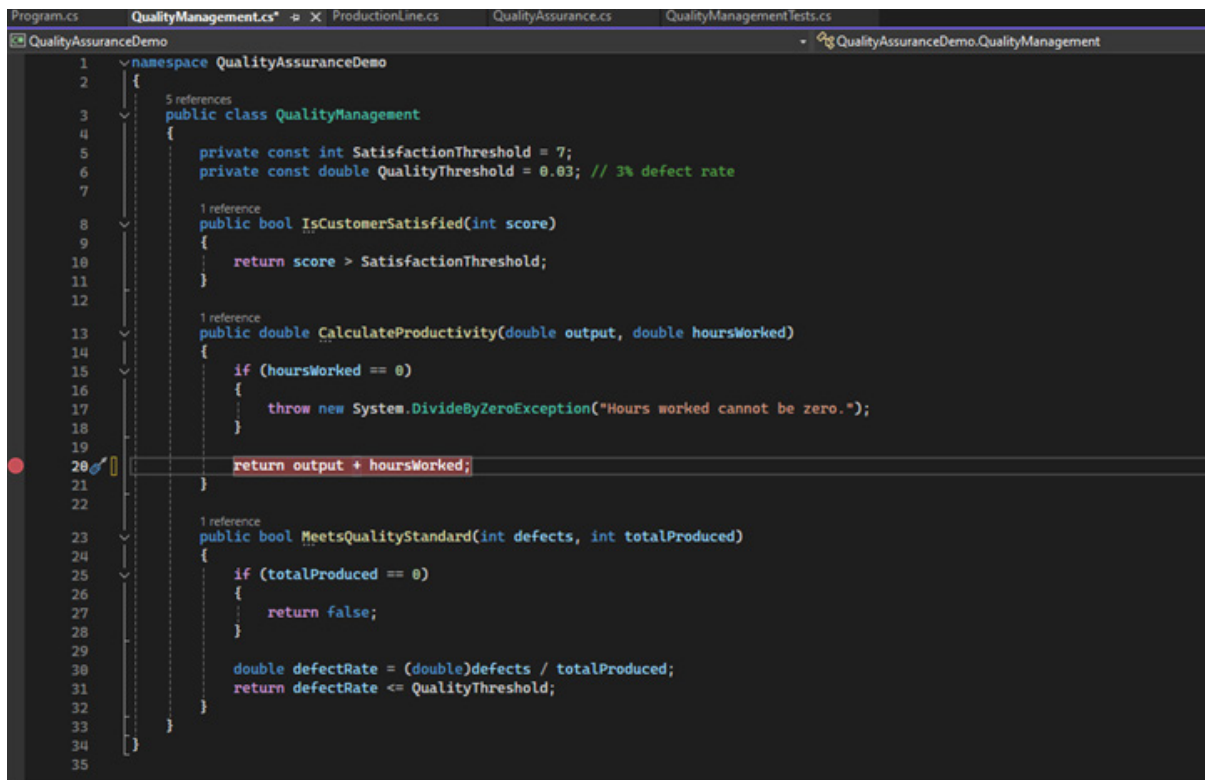 Program.cs QualityManagement.cs* ProductionLine.cs QualityAssurance.cs QualityManagementTests.cs
QualityAssuranceDemo QualityAssuranceDemo.QualityManagement
1 namespace QualityAssuranceDemo
2 {
5 references
3 public class QualityManagement
4 {
5 private const int SatisfactionThreshold = 7;
6 private const double QualityThreshold = 0.03; // 3% defect rate
7
1 reference
8 public bool IsCustomerSatisfied(int score)
9 {
10 return score > SatisfactionThreshold;
11 }
12
1 reference
13 public double CalculateProductivity(double output, double hoursWorked)
14 {
15 if (hoursWorked == 0)
16 {
17 throw new System.DivideByZeroException("Hours worked cannot be zero.");
18 }
19
20 return output + hoursWorked;
21 }
22
1 reference
23 public bool MeetsQualityStandard(int defects, int totalProduced)
24 {
25 if (totalProduced == 0)
26 {
27 return false;
28 }
29
30 double defectRate = (double)defects / totalProduced;
31 return defectRate <= QualityThreshold;
32 }
33 }
34 }
35